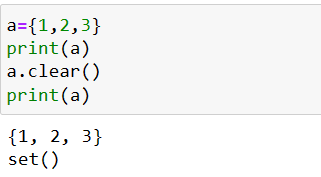 a={1,2,3}
print(a)
a.clear()
print(a)
{1, 2, 3}
set()